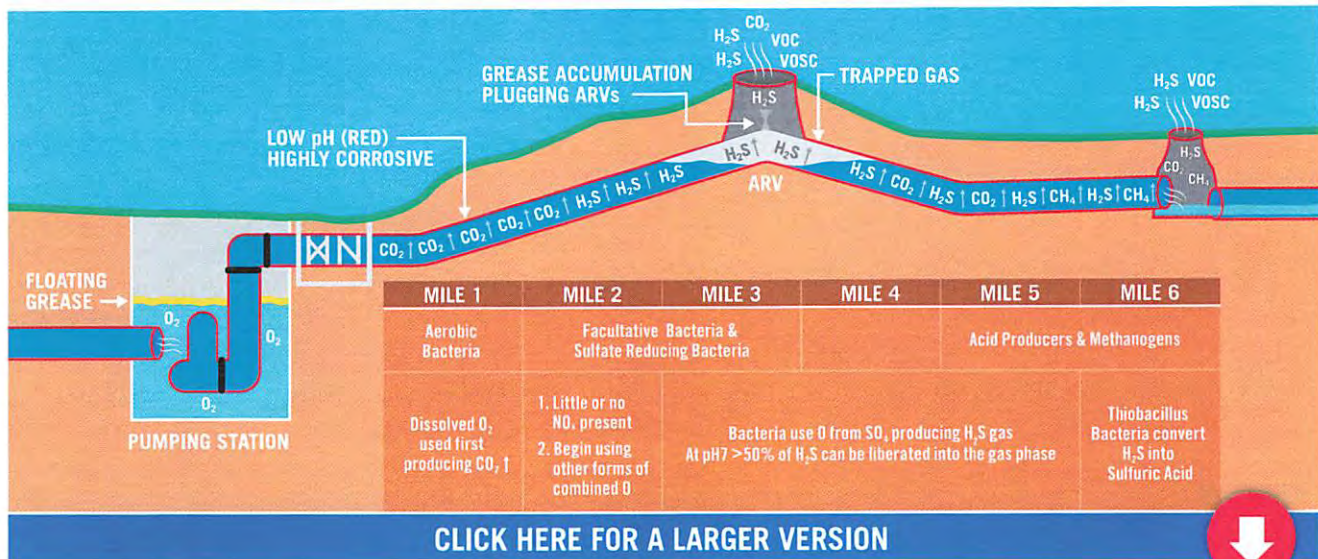 CO₂
H₂S VOC
H₂S VOSC
GREASE ACCUMULATION
PLUGGING ARVs
H₂S
TRAPPED GAS
H₂S VOC
H₂S VOSC
LOW pH (RED)
HIGHLY CORROSIVE
H₂S↑ H₂S↑
ARV
H₂S
CO₂
CH₄
CO₂↑ CO₂↑ CO₂↑ CO₂↑ CO₂↑ H₂S↑ H₂S↑ H₂S
H₂S↑ CO₂↑ H₂S↑ CO₂↑ H₂S↑ CH₄↑ H₂S↑ CH₄↑
FLOATING
GREASE
O₂
O₂
O₂
PUMPING STATION
MILE 1 MILE 2 MILE 3 MILE 4 MILE 5 MILE 6
Aerobic
Bacteria
Facultative Bacteria &
Sulfate Reducing Bacteria
Acid Producers & Methanogens
Dissolved O₂
used first
producing CO₂ ↑
1. Little or no
NOₓ present
2. Begin using
other forms of
combined O
Bacteria use O from SO₄ producing H₂S gas
At pH7 >50% of H₂S can be liberated into the gas phase
Thiobacillus
Bacteria convert
H₂S into
Sulfuric Acid
CLICK HERE FOR A LARGER VERSION